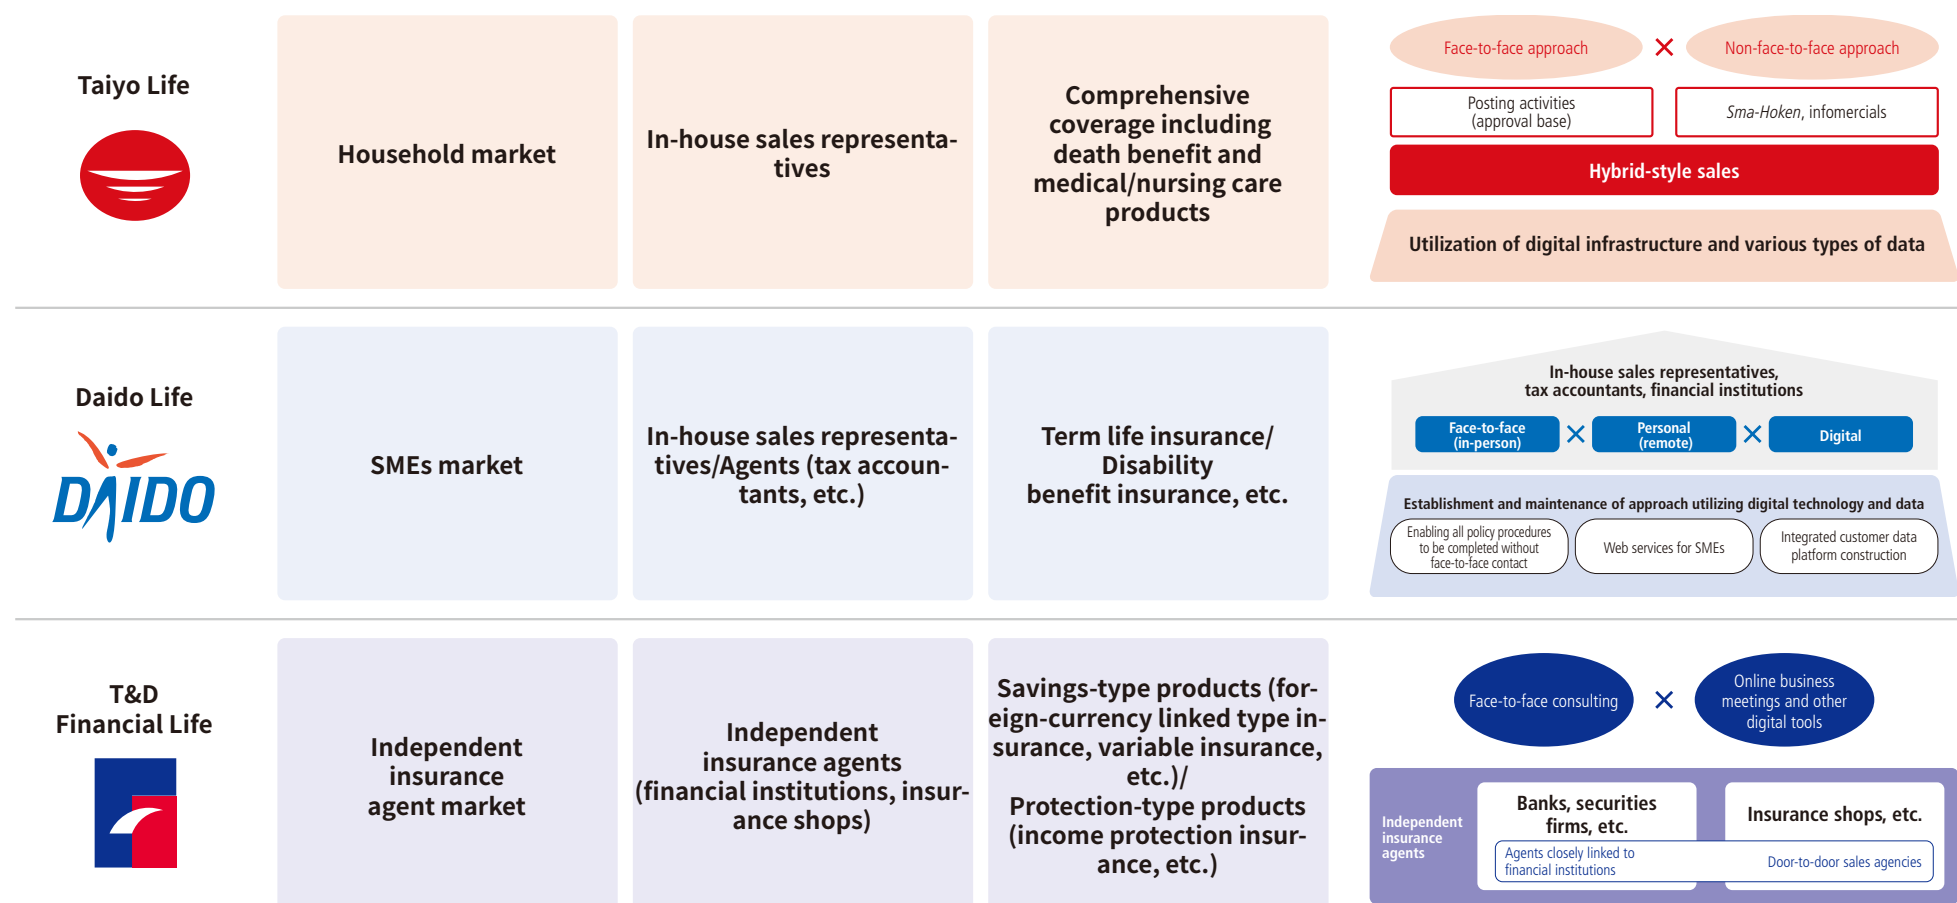 Taiyo Life
Household market
In-house sales representa-
tives
Comprehensive
coverage including
death benefit and
medical/nursing care
products
Face-to-face approach
×
Non-face-to-face approach
Posting activities
(approval base)
Sma-Hoken, infomercials
Hybrid-style sales
Utilization of digital infrastructure and various types of data
Daido Life
DAIDO
SMEs market
In-house sales representa-
tives/Agents (tax accoun-
tants, etc.)
Term life insurance/
Disability
benefit insurance, etc.
In-house sales representatives,
tax accountants, financial institutions
Face-to-face
(in-person)
×
Personal
(remote)
×
Digital
Establishment and maintenance of approach utilizing digital technology and data
Enabling all policy procedures
to be completed without
face-to-face contact
Web services for SMEs
Integrated customer data
platform construction
T&D
Financial Life
Independent
insurance
agent market
Independent
insurance agents
(financial institutions, insur-
ance shops)
Savings-type products (for-
eign-currency linked type in-
surance, variable insurance,
etc.)/
Protection-type products
(income protection insur-
ance, etc.)
Face-to-face consulting
×
Online business
meetings and other
digital tools
Independent
insurance
agents
Banks, securities
firms, etc.
Insurance shops, etc.
Agents closely linked to
financial institutions
Door-to-door sales agencies